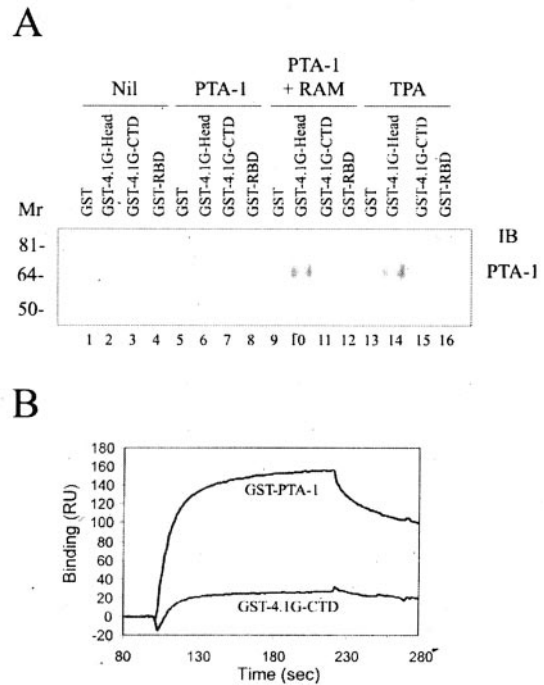 A
Nil
PTA-1
PTA-1
+ RAM
TPA
GST
GST-4.1G-Head
GST-4.1G-CTD
GST-RBD
GST
GST-4.1G-Head
GST-4.1G-CTD
GST-RBD
GST
GST-4.1G-Head
GST-4.1G-CTD
GST-RBD
GST
GST-4.1G-Head
GST-4.1G-CTD
GST-RBD
Mr
81-
64-
50-
IB
PTA-1
1 2 3 4 5 6 7 8 9 10 11 12 13 14 15 16
B
Binding (RU)
180
160
140
120
100
80
60
40
20
0
-20
GST-PTA-1
GST-4.1G-CTD
80 130 180 230 280
Time (sec)